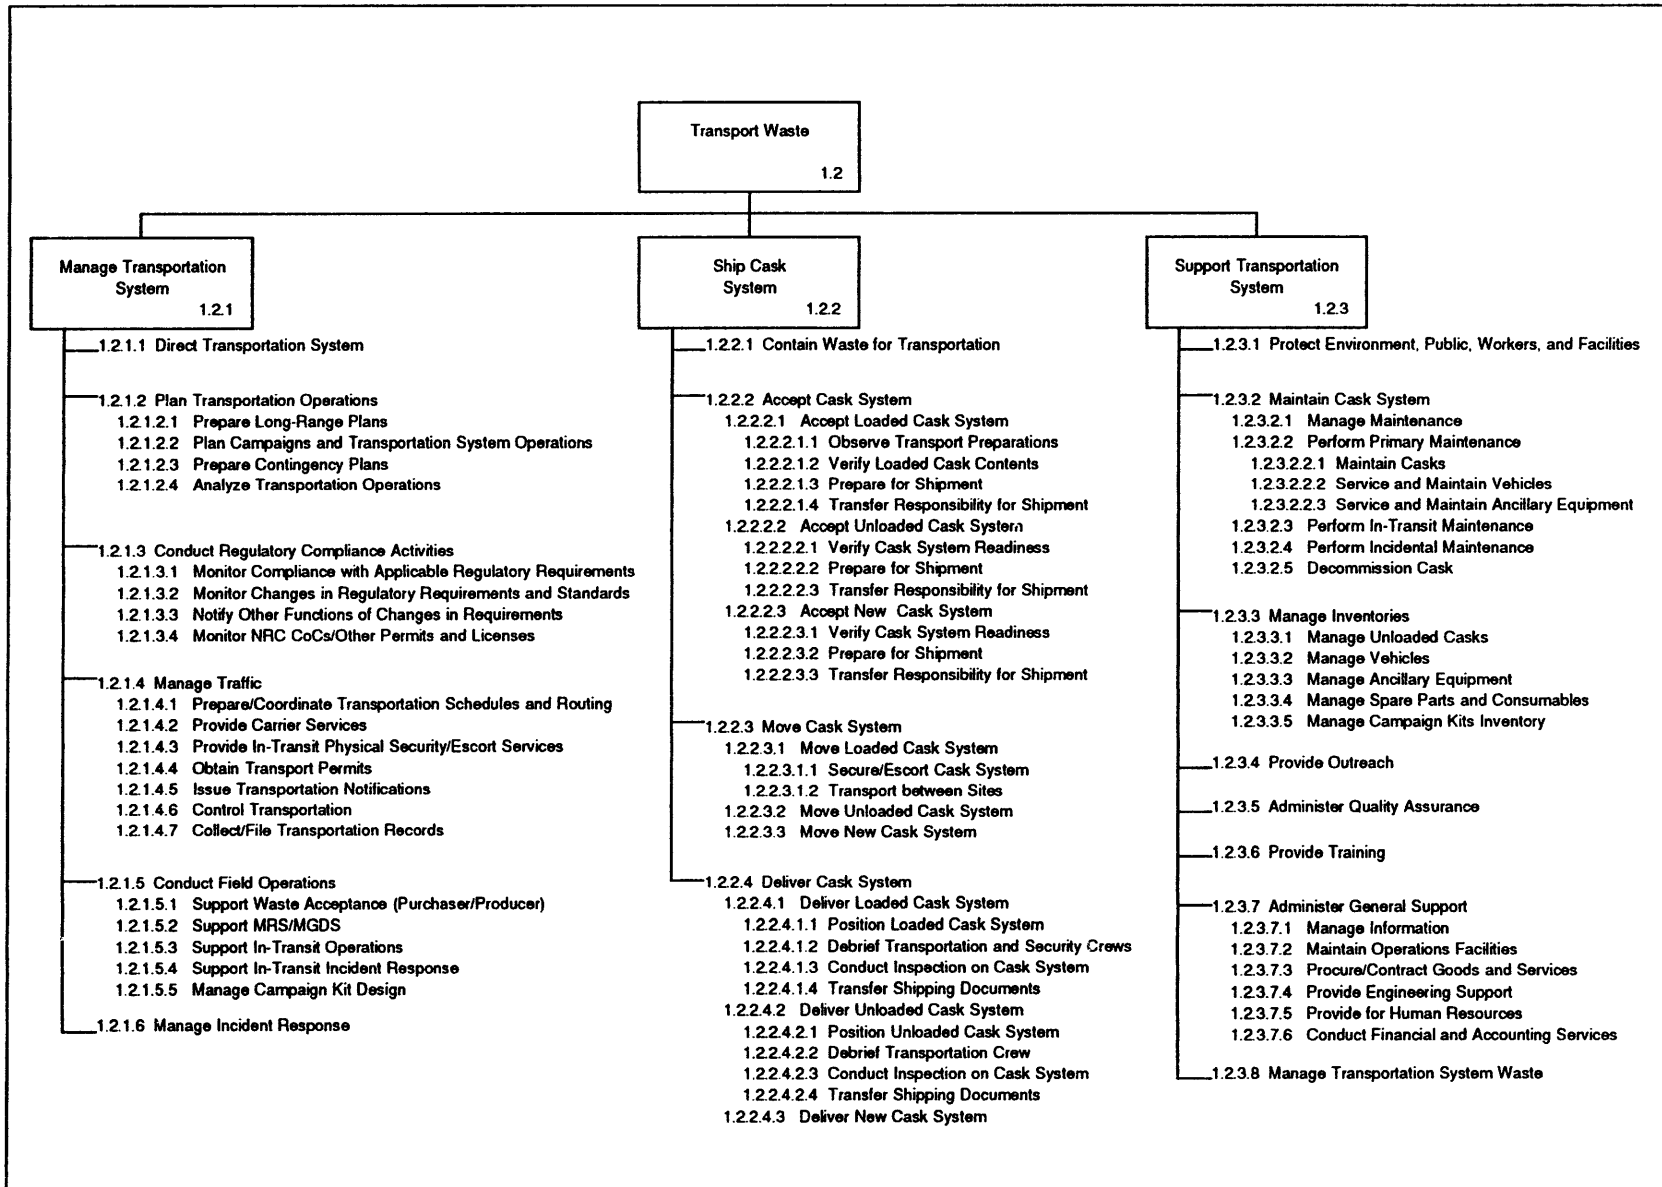 Transport Waste
1.2
Manage Transportation
System
1.2.1
Ship Cask
System
1.2.2
Support Transportation
System
1.2.3
1.2.1.1 Direct Transportation System
1.2.1.2 Plan Transportation Operations
1.2.1.2.1 Prepare Long-Range Plans
1.2.1.2.2 Plan Campaigns and Transportation System Operations
1.2.1.2.3 Prepare Contingency Plans
1.2.1.2.4 Analyze Transportation Operations
1.2.1.3 Conduct Regulatory Compliance Activities
1.2.1.3.1 Monitor Compliance with Applicable Regulatory Requirements
1.2.1.3.2 Monitor Changes in Regulatory Requirements and Standards
1.2.1.3.3 Notify Other Functions of Changes in Requirements
1.2.1.3.4 Monitor NRC CoCs/Other Permits and Licenses
1.2.1.4 Manage Traffic
1.2.1.4.1 Prepare/Coordinate Transportation Schedules and Routing
1.2.1.4.2 Provide Carrier Services
1.2.1.4.3 Provide In-Transit Physical Security/Escort Services
1.2.1.4.4 Obtain Transport Permits
1.2.1.4.5 Issue Transportation Notifications
1.2.1.4.6 Control Transportation
1.2.1.4.7 Collect/File Transportation Records
1.2.1.5 Conduct Field Operations
1.2.1.5.1 Support Waste Acceptance (Purchaser/Producer)
1.2.1.5.2 Support MRS/MGDS
1.2.1.5.3 Support In-Transit Operations
1.2.1.5.4 Support In-Transit Incident Response
1.2.1.5.5 Manage Campaign Kit Design
1.2.1.6 Manage Incident Response
1.2.2.1 Contain Waste for Transportation
1.2.2.2 Accept Cask System
1.2.2.2.1 Accept Loaded Cask System
1.2.2.2.1.1 Observe Transport Preparations
1.2.2.2.1.2 Verify Loaded Cask Contents
1.2.2.2.1.3 Prepare for Shipment
1.2.2.2.1.4 Transfer Responsibility for Shipment
1.2.2.2.2 Accept Unloaded Cask System
1.2.2.2.2.1 Verify Cask System Readiness
1.2.2.2.2.2 Prepare for Shipment
1.2.2.2.2.3 Transfer Responsibility for Shipment
1.2.2.2.3 Accept New Cask System
1.2.2.2.3.1 Verify Cask System Readiness
1.2.2.2.3.2 Prepare for Shipment
1.2.2.2.3.3 Transfer Responsibility for Shipment
1.2.2.3 Move Cask System
1.2.2.3.1 Move Loaded Cask System
1.2.2.3.1.1 Secure/Escort Cask System
1.2.2.3.1.2 Transport between Sites
1.2.2.3.2 Move Unloaded Cask System
1.2.2.3.3 Move New Cask System
1.2.2.4 Deliver Cask System
1.2.2.4.1 Deliver Loaded Cask System
1.2.2.4.1.1 Position Loaded Cask System
1.2.2.4.1.2 Debrief Transportation and Security Crews
1.2.2.4.1.3 Conduct Inspection on Cask System
1.2.2.4.1.4 Transfer Shipping Documents
1.2.2.4.2 Deliver Unloaded Cask System
1.2.2.4.2.1 Position Unloaded Cask System
1.2.2.4.2.2 Debrief Transportation Crew
1.2.2.4.2.3 Conduct Inspection on Cask System
1.2.2.4.2.4 Transfer Shipping Documents
1.2.2.4.3 Deliver New Cask System
1.2.3.1 Protect Environment, Public, Workers, and Facilities
1.2.3.2 Maintain Cask System
1.2.3.2.1 Manage Maintenance
1.2.3.2.2 Perform Primary Maintenance
1.2.3.2.2.1 Maintain Casks
1.2.3.2.2.2 Service and Maintain Vehicles
1.2.3.2.2.3 Service and Maintain Ancillary Equipment
1.2.3.2.3 Perform In-Transit Maintenance
1.2.3.2.4 Perform Incidental Maintenance
1.2.3.2.5 Decommission Cask
1.2.3.3 Manage Inventories
1.2.3.3.1 Manage Unloaded Casks
1.2.3.3.2 Manage Vehicles
1.2.3.3.3 Manage Ancillary Equipment
1.2.3.3.4 Manage Spare Parts and Consumables
1.2.3.3.5 Manage Campaign Kits Inventory
1.2.3.4 Provide Outreach
1.2.3.5 Administer Quality Assurance
1.2.3.6 Provide Training
1.2.3.7 Administer General Support
1.2.3.7.1 Manage Information
1.2.3.7.2 Maintain Operations Facilities
1.2.3.7.3 Procure/Contract Goods and Services
1.2.3.7.4 Provide Engineering Support
1.2.3.7.5 Provide for Human Resources
1.2.3.7.6 Conduct Financial and Accounting Services
1.2.3.8 Manage Transportation System Waste